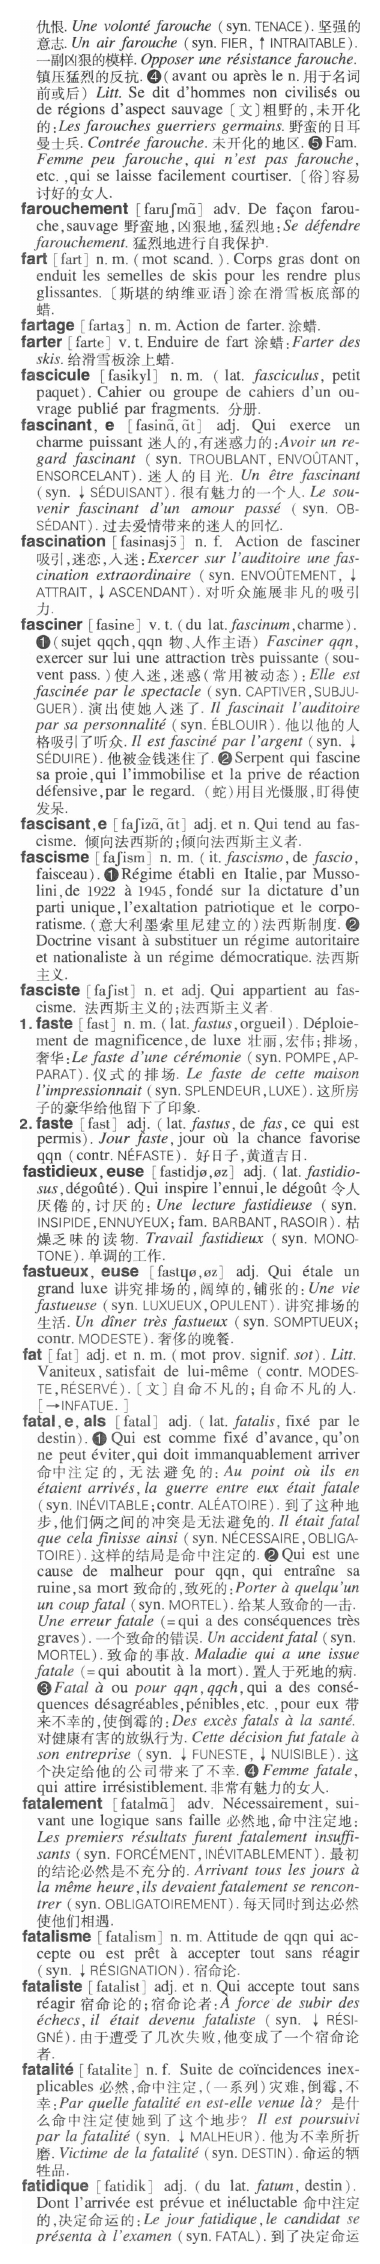 仇恨. Une volonté farouche (syn. TENACE). 坚强的
意志. Un air farouche (syn. FIER, ↑ INTRAITABLE).
一副凶狠的模样. Opposer une résistance farouche.
镇压猛烈的反抗. ❹(avant ou après le n. 用于名词
前或后) Litt. Se dit d'hommes non civilisés ou
de régions d'aspect sauvage〔文〕粗野的,未开化
的:Les farouches guerriers germains. 野蛮的日耳
曼士兵. Contrée farouche. 未开化的地区. ❺ Fam.
Femme peu farouche, qui n'est pas farouche,
etc. ,qui se laisse facilement courtiser.〔俗〕容易
讨好的女人.
farouchement [faruʃmɑ̃] adv. De façon farou-
che,sauvage 野蛮地,凶狠地,猛烈地:Se défendre
farouchement. 猛烈地进行自我保护.
fart [fart] n. m. (mot scand. ). Corps gras dont on
enduit les semelles de skis pour les rendre plus
glissantes.〔斯堪的纳维亚语〕涂在滑雪板底部的
蜡.
fartage [fartaʒ] n. m. Action de farter. 涂蜡.
farter [farte] v. t. Enduire de fart 涂蜡:Farter des
skis. 给滑雪板涂上蜡.
fascicule [fasikyl] n. m. ( lat. fasciculus, petit
paquet). Cahier ou groupe de cahiers d'un ou-
vrage publié par fragments. 分册.
fascinant, e [fasinɑ̃, ɑ̃t] adj. Qui exerce un
charme puissant 迷人的,有迷惑力的:Avoir un re-
gard fascinant ( syn. TROUBLANT, ENVOÛTANT,
ENSORCELANT). 迷人的目光. Un être fascinant
(syn. ↓ SÉDUISANT). 很有魅力的一个人. Le sou-
venir fascinant d'un amour passé ( syn. OB-
SÉDANT). 过去爱情带来的迷人的回忆.
fascination [fasinasjɔ̃] n. f. Action de fasciner
吸引,迷恋,入迷:Exercer sur l'auditoire une fas-
cination extraordinaire ( syn. ENVOÛTEMENT, ↓
ATTRAIT, ↓ ASCENDANT). 对听众施展非凡的吸引
力.
fasciner [fasine] v. t. (du lat. fascinum,charme).
❶(sujet qqch,qqn 物、人作主语) Fasciner qqn,
exercer sur lui une attraction très puissante (sou-
vent pass. )使入迷,迷惑(常用被动态):Elle est
fascinée par le spectacle (syn. CAPTIVER,SUBJU-
GUER). 演出使她入迷了. Il fascinait l'auditoire
par sa personnalité (syn. ÉBLOUIR). 他以他的人
格吸引了听众. Il est fasciné par l'argent (syn. ↓
SÉDUIRE). 他被金钱迷住了. ❷Serpent qui fascine
sa proie,qui l'immobilise et la prive de réaction
défensive,par le regard. (蛇)用目光慑服,盯得使
发呆.
fascisant,e [faʃizɑ̃, ɑ̃t] adj. et n. Qui tend au fas-
cisme. 倾向法西斯的;倾向法西斯主义者.
fascisme [faʃism] n. m. (it. fascismo,de fascio,
faisceau). ❶Régime établi en Italie,par Musso-
lini,de 1922 à 1945,fondé sur la dictature d'un
parti unique,l'exaltation patriotique et le corpo-
ratisme. (意大利墨索里尼建立的)法西斯制度. ❷
Doctrine visant à substituer un régime autoritaire
et nationaliste à un régime démocratique. 法西斯
主义.
fasciste [faʃist] n. et adj. Qui appartient au fas-
cisme. 法西斯主义的;法西斯主义者.
1. faste [fast] n. m. (lat. fastus,orgueil). Déploie-
ment de magnificence,de luxe 壮丽,宏伟;排场,
奢华:Le faste d'une cérémonie (syn. POMPE,AP-
PARAT). 仪式的排场. Le faste de cette maison
l'impressionnait (syn. SPLENDEUR,LUXE). 这所房
子的豪华给他留下了印象.
2. faste [fast] adj. (lat. fastus, de fas,ce qui est
permis). Jour faste,jour où la chance favorise
qqn (contr. NÉFASTE). 好日子,黄道吉日.
fastidieux, euse [fastidjø,øz] adj. (lat. fastidio-
sus,dégoûté). Qui inspire l'ennui,le dégoût 令人
厌倦的,讨厌的:Une lecture fastidieuse (syn.
INSIPIDE,ENNUYEUX; fam. BARBANT, RASOIR). 枯
燥乏味的读物. Travail fastidieux ( syn. MONO-
TONE). 单调的工作.
fastueux, euse [fastɥø,øz] adj. Qui étale un
grand luxe 讲究排场的,阔绰的,铺张的:Une vie
fastueuse (syn. LUXUEUX,OPULENT). 讲究排场的
生活. Un dîner très fastueux (syn. SOMPTUEUX;
contr. MODESTE). 奢侈的晚餐.
fat [fat] adj. et n. m. (mot prov. signif. sot). Litt.
Vaniteux,satisfait de lui-même (contr. MODES-
TE,RÉSERVÉ).〔文〕自命不凡的;自命不凡的人.
[→INFATUE. ]
fatal,e,als [fatal] adj. (lat. fatalis, fixé par le
destin). ❶ Qui est comme fixé d'avance,qu'on
ne peut éviter,qui doit immanquablement arriver
命中注定的,无法避免的:Au point où ils en
étaient arrivés,la guerre entre eux était fatale
(syn. INÉVITABLE;contr. ALÉATOIRE). 到了这种地
步,他们俩之间的冲突是无法避免的. Il était fatal
que cela finisse ainsi (syn. NÉCESSAIRE,OBLIGA-
TOIRE). 这样的结局是命中注定的. ❷Qui est une
cause de malheur pour qqn, qui entraîne sa
ruine,sa mort 致命的,致死的:Porter à quelqu'un
un coup fatal (syn. MORTEL). 给某人致命的一击.
Une erreur fatale (=qui a des conséquences très
graves). 一个致命的错误. Un accident fatal (syn.
MORTEL). 致命的事故. Maladie qui a une issue
fatale (=qui aboutit à la mort). 置人于死地的病.
❸Fatal à ou pour qqn,qqch,qui a des consé-
quences désagréables,pénibles,etc. ,pour eux 带
来不幸的,使倒霉的:Des excès fatals à la santé.
对健康有害的放纵行为. Cette décision fut fatale à
son entreprise (syn. ↓ FUNESTE, ↓ NUISIBLE). 这
个决定给他的公司带来了不幸. ❹Femme fatale,
qui attire irrésistiblement. 非常有魅力的女人.
fatalement [fatalmɑ̃] adv. Nécessairement, sui-
vant une logique sans faille 必然地,命中注定地:
Les premiers résultats furent fatalement insuffi-
sants (syn. FORCÉMENT,INÉVITABLEMENT). 最初
的结论必然是不充分的. Arrivant tous les jours à
la même heure,ils devaient fatalement se rencon-
trer (syn. OBLIGATOIREMENT). 每天同时到达必然
使他们相遇.
fatalisme [fatalism] n. m. Attitude de qqn qui ac-
cepte ou est prêt à accepter tout sans réagir
(syn. ↓ RÉSIGNATION). 宿命论.
fataliste [fatalist] adj. et n. Qui accepte tout sans
réagir 宿命论的;宿命论者:À force de subir des
échecs, il était devenu fataliste (syn. ↓ RÉSI-
GNÉ). 由于遭受了几次失败,他变成了一个宿命论
者.
fatalité [fatalite] n. f. Suite de coïncidences inex-
plicables 必然,命中注定,(一系列)灾难,倒霉,不
幸:Par quelle fatalité en est-elle venue là? 是什
么命中注定使她到了这个地步? Il est poursuivi
par la fatalité (syn. ↓ MALHEUR). 他为不幸所折
磨. Victime de la fatalité (syn. DESTIN). 命运的牺
牲品.
fatidique [fatidik] adj. (du lat. fatum, destin).
Dont l'arrivée est prévue et inéluctable 命中注定
的,决定命运的:Le jour fatidique,le candidat se
présenta à l'examen (syn. FATAL). 到了决定命运